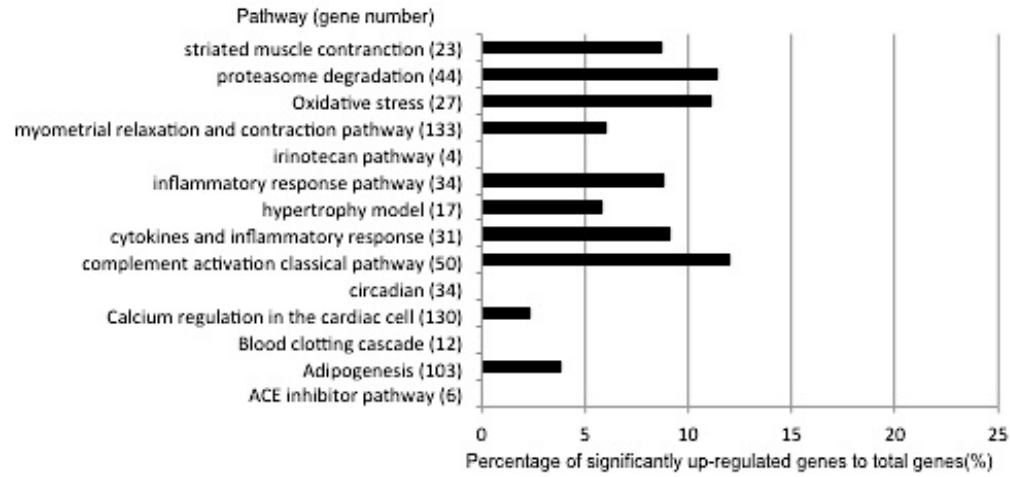 Pathway (gene number)
striated muscle contranction (23)
proteasome degradation (44)
Oxidative stress (27)
myometrial relaxation and contraction pathway (133)
irinotecan pathway (4)
inflammatory response pathway (34)
hypertrophy model (17)
cytokines and inflammatory response (31)
complement activation classical pathway (50)
circadian (34)
Calcium regulation in the cardiac cell (130)
Blood clotting cascade (12)
Adipogenesis (103)
ACE inhibitor pathway (6)
0 5 10 15 20 25
Percentage of significantly up-regulated genes to total genes(%)